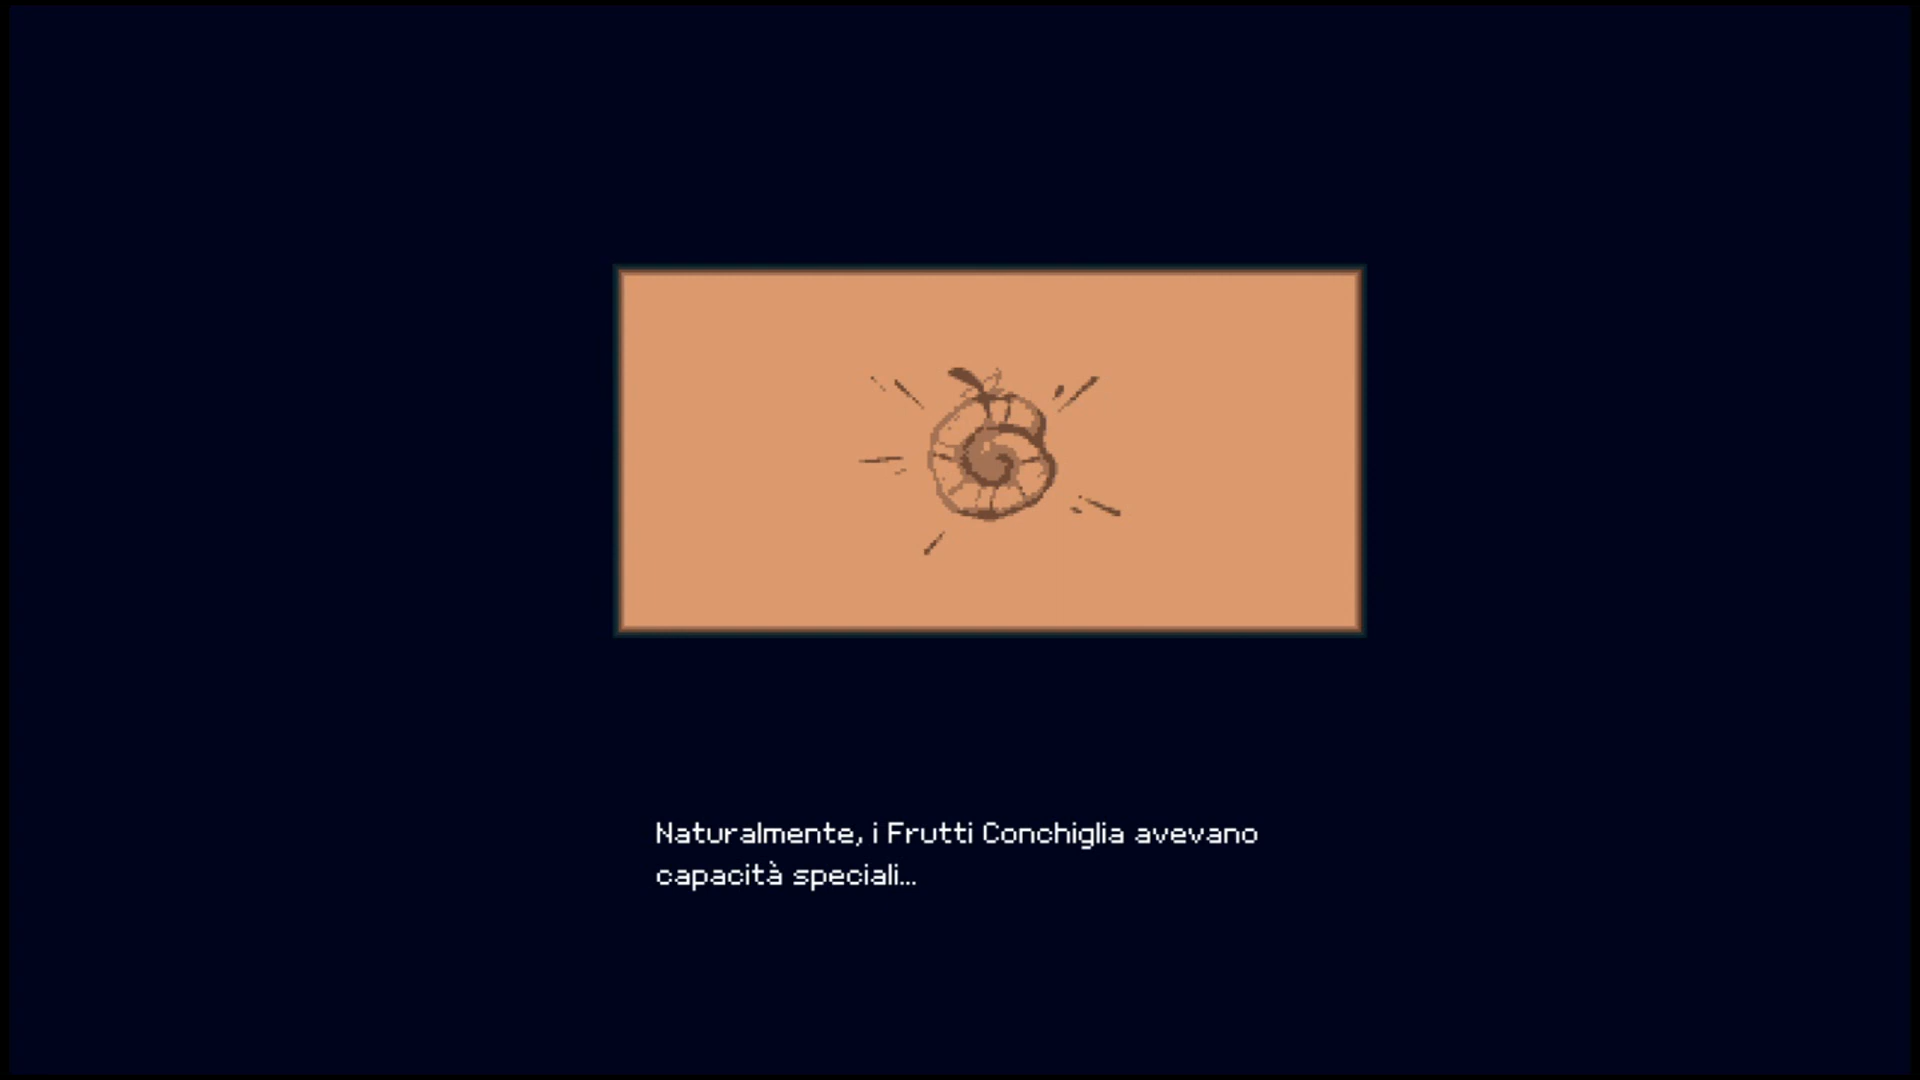 Naturalmente, i Frutti Conchiglia avevano
capacità speciali...